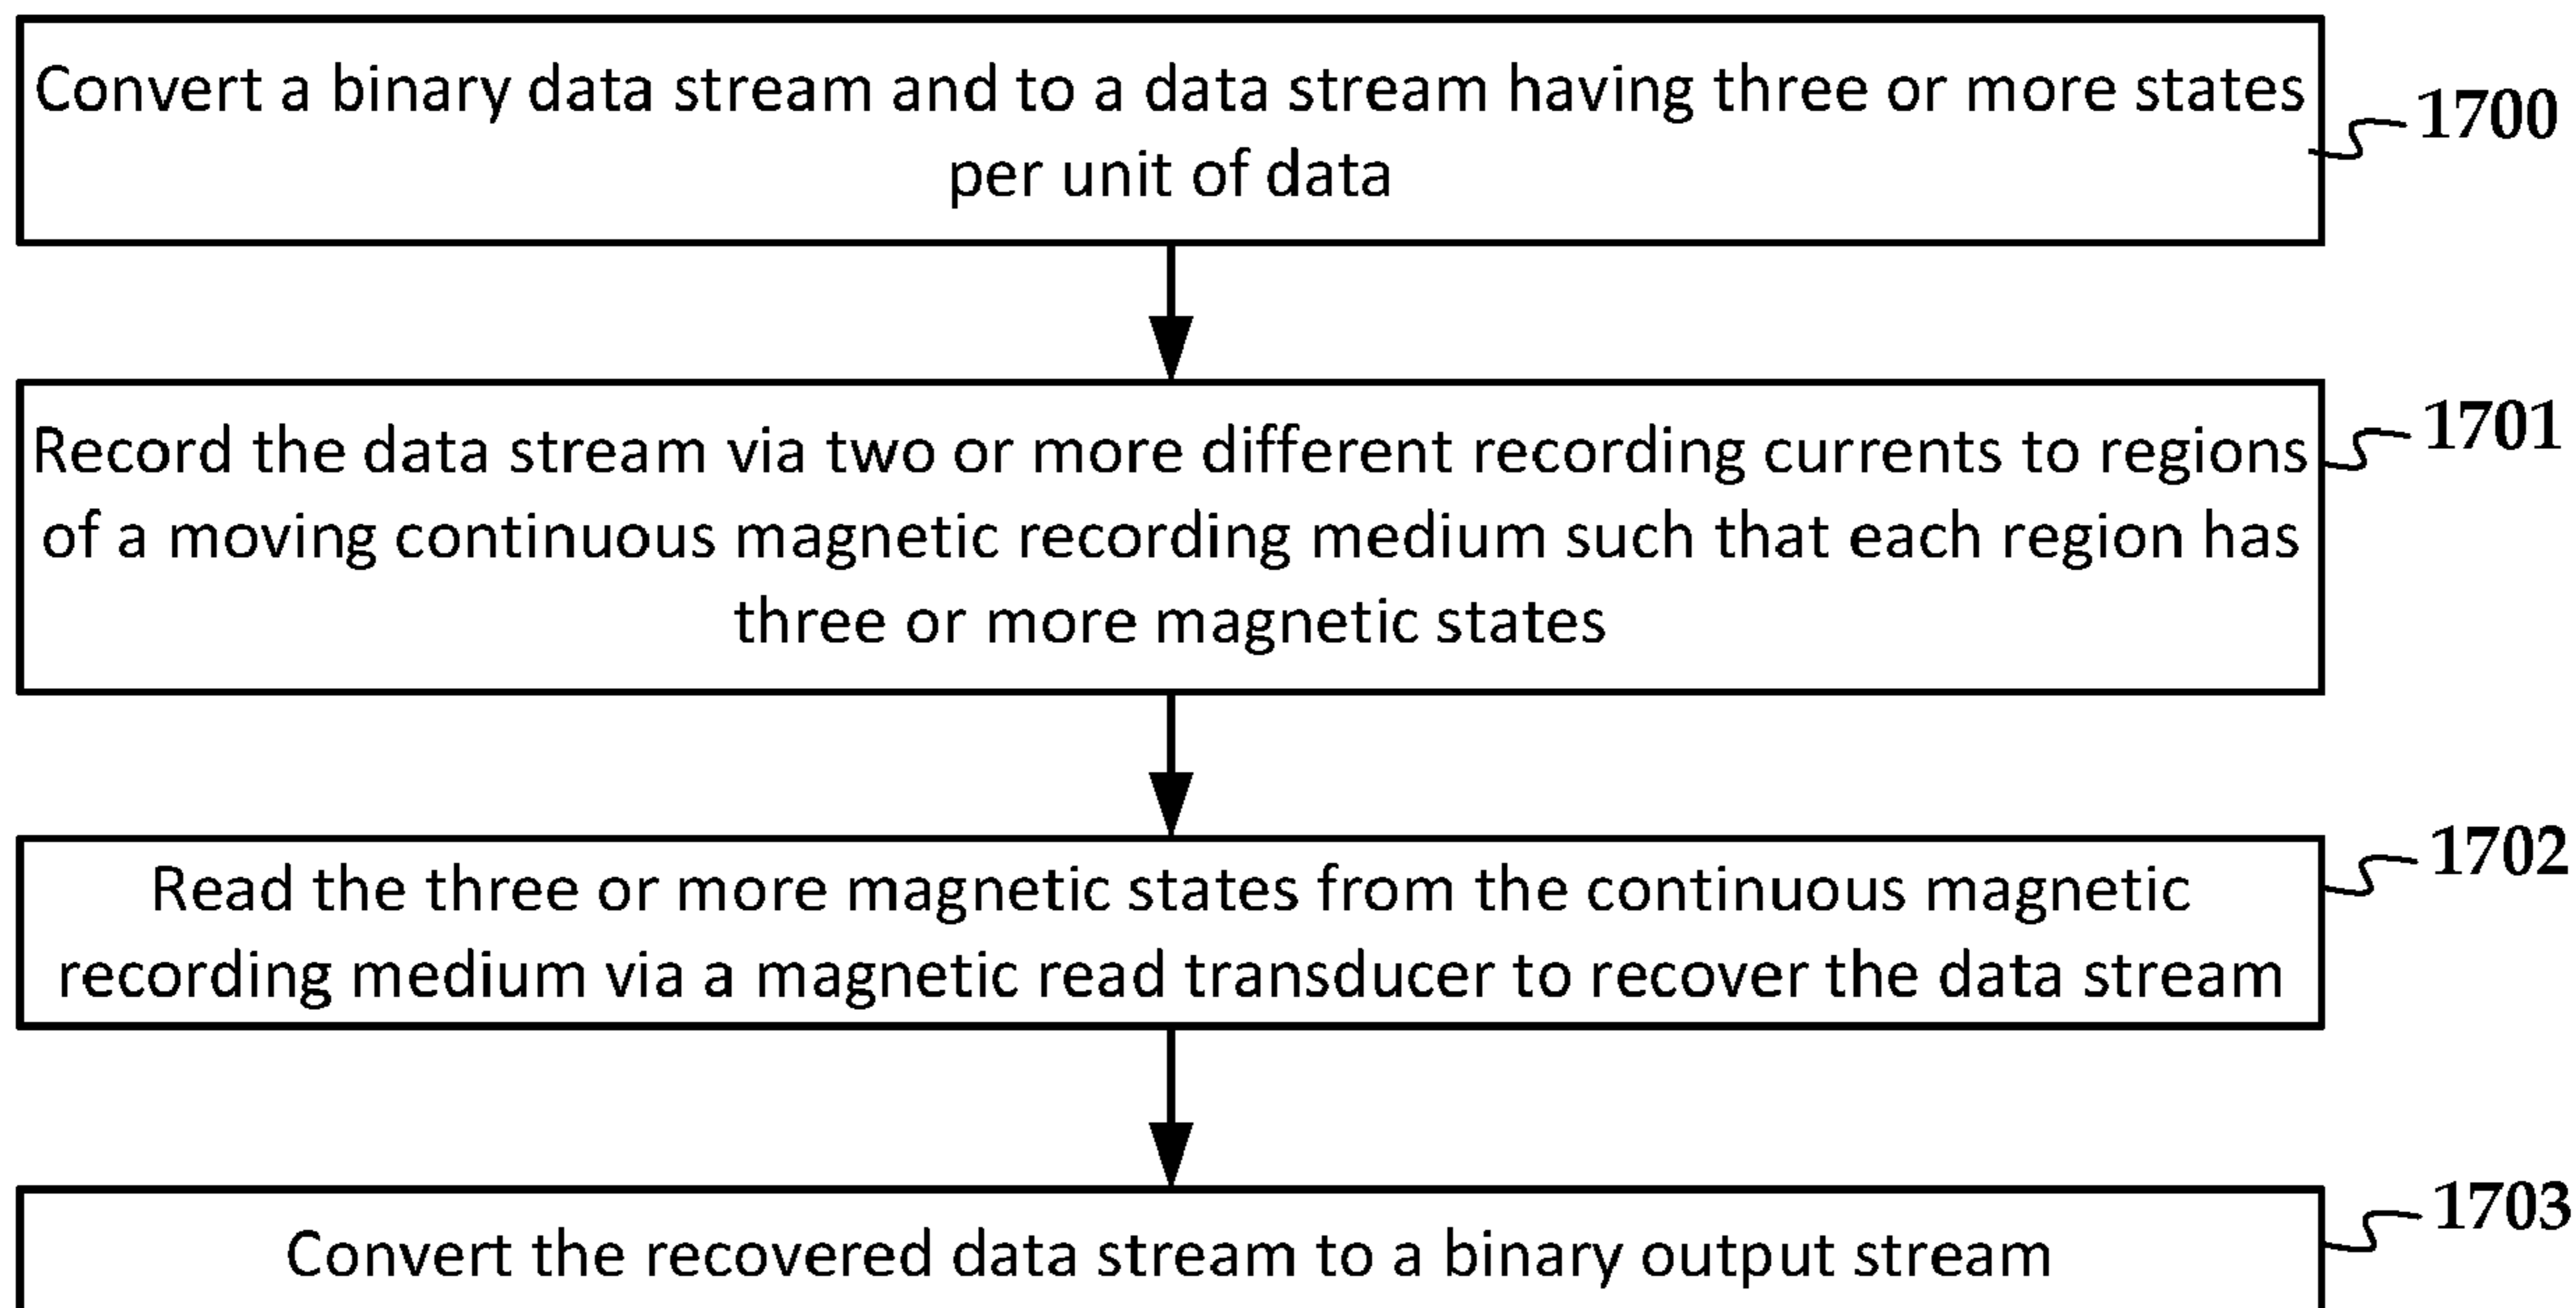 Convert a binary data stream and to a data stream having three or more states
per unit of data
1700
Record the data stream via two or more different recording currents to regions
of a moving continuous magnetic recording medium such that each region has
three or more magnetic states
1701
Read the three or more magnetic states from the continuous magnetic
recording medium via a magnetic read transducer to recover the data stream
1702
Convert the recovered data stream to a binary output stream
1703